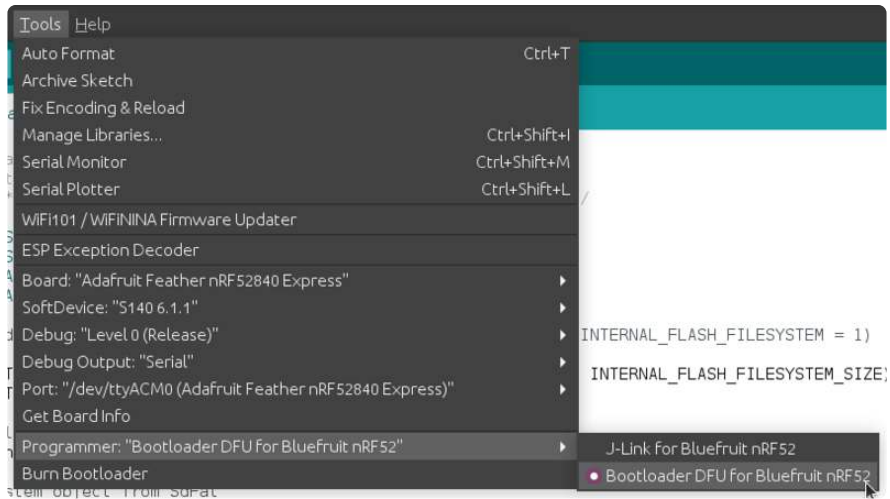 Tools Help
Auto Format Ctrl+T
Archive Sketch
Fix Encoding & Reload
Manage Libraries... Ctrl+Shift+I
Serial Monitor Ctrl+Shift+M
Serial Plotter Ctrl+Shift+L
WiFi101 / WiFiNINA Firmware Updater
ESP Exception Decoder
Board: "Adafruit Feather nRF52840 Express"
SoftDevice: "S140 6.1.1"
Debug: "Level 0 (Release)" INTERNAL_FLASH_FILESYSTEM = 1)
Debug Output: "Serial" INTERNAL_FLASH_FILESYSTEM_SIZE)
Port: "/dev/ttyACM0 (Adafruit Feather nRF52840 Express)"
Get Board Info
Programmer: "Bootloader DFU for Bluefruit nRF52" J-Link for Bluefruit nRF52
Burn Bootloader Bootloader DFU for Bluefruit nRF52
stem object from SdFat